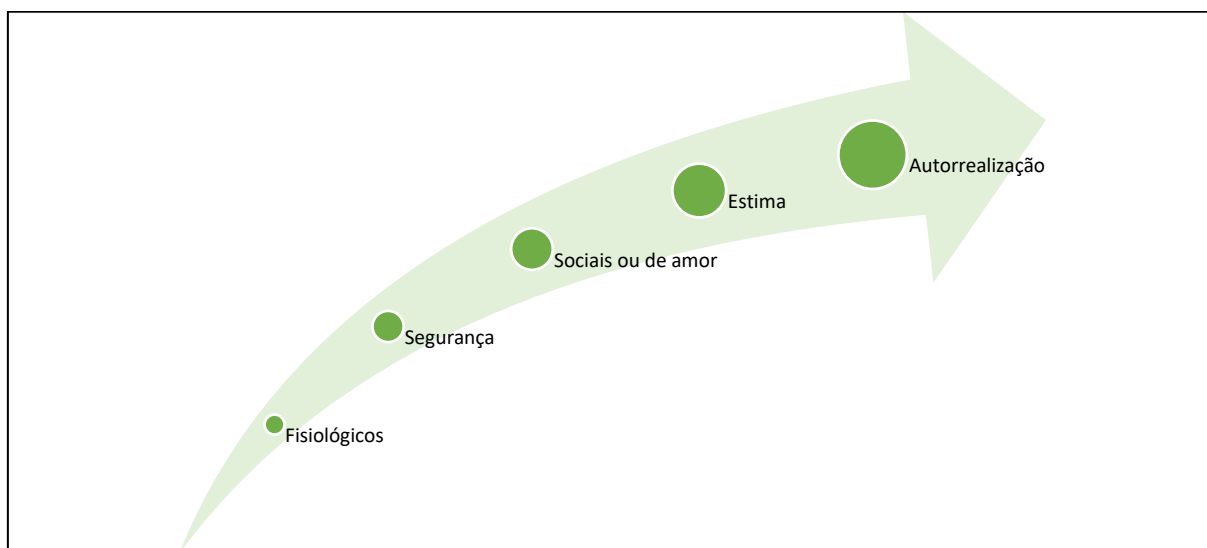 Autorrealização
Estima
Sociais ou de amor
Segurança
Fisiológicos